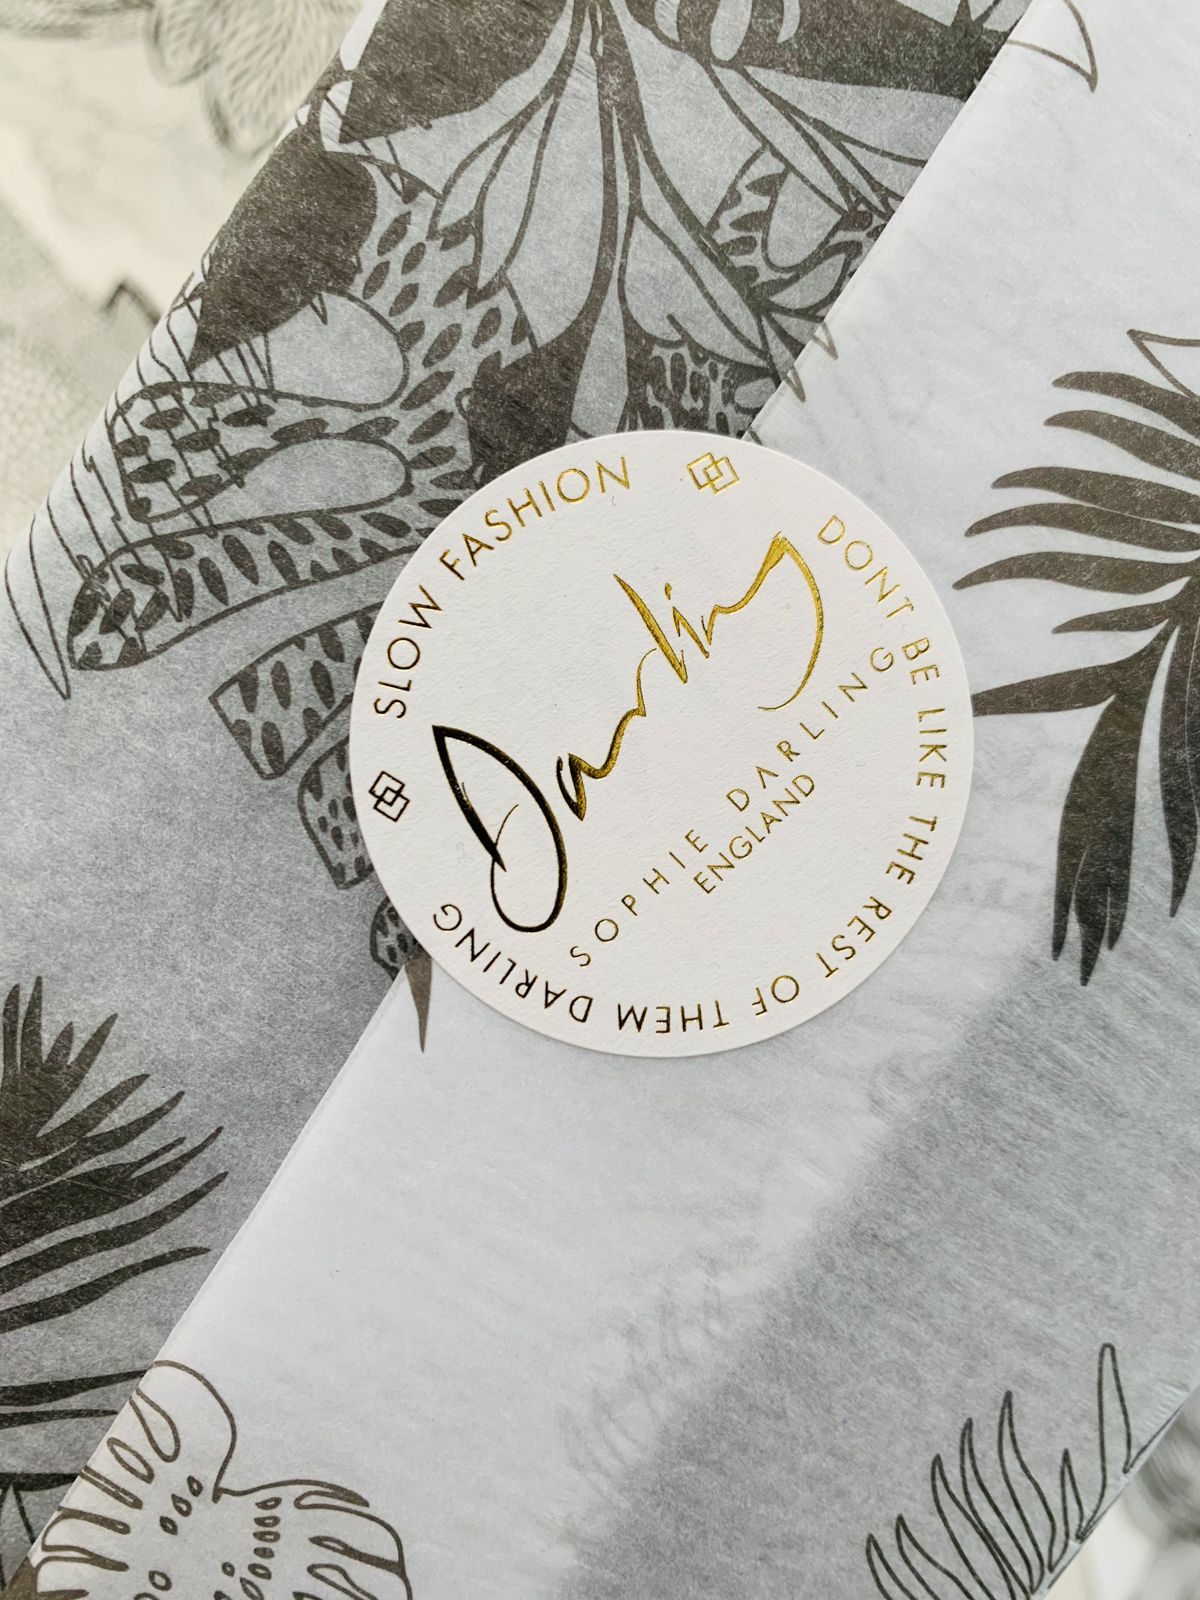 SLOW FASHION
DONT BE LIKE THE REST OF THEM DARLING
Darling
SOPHIE DARLING
ENGLAND